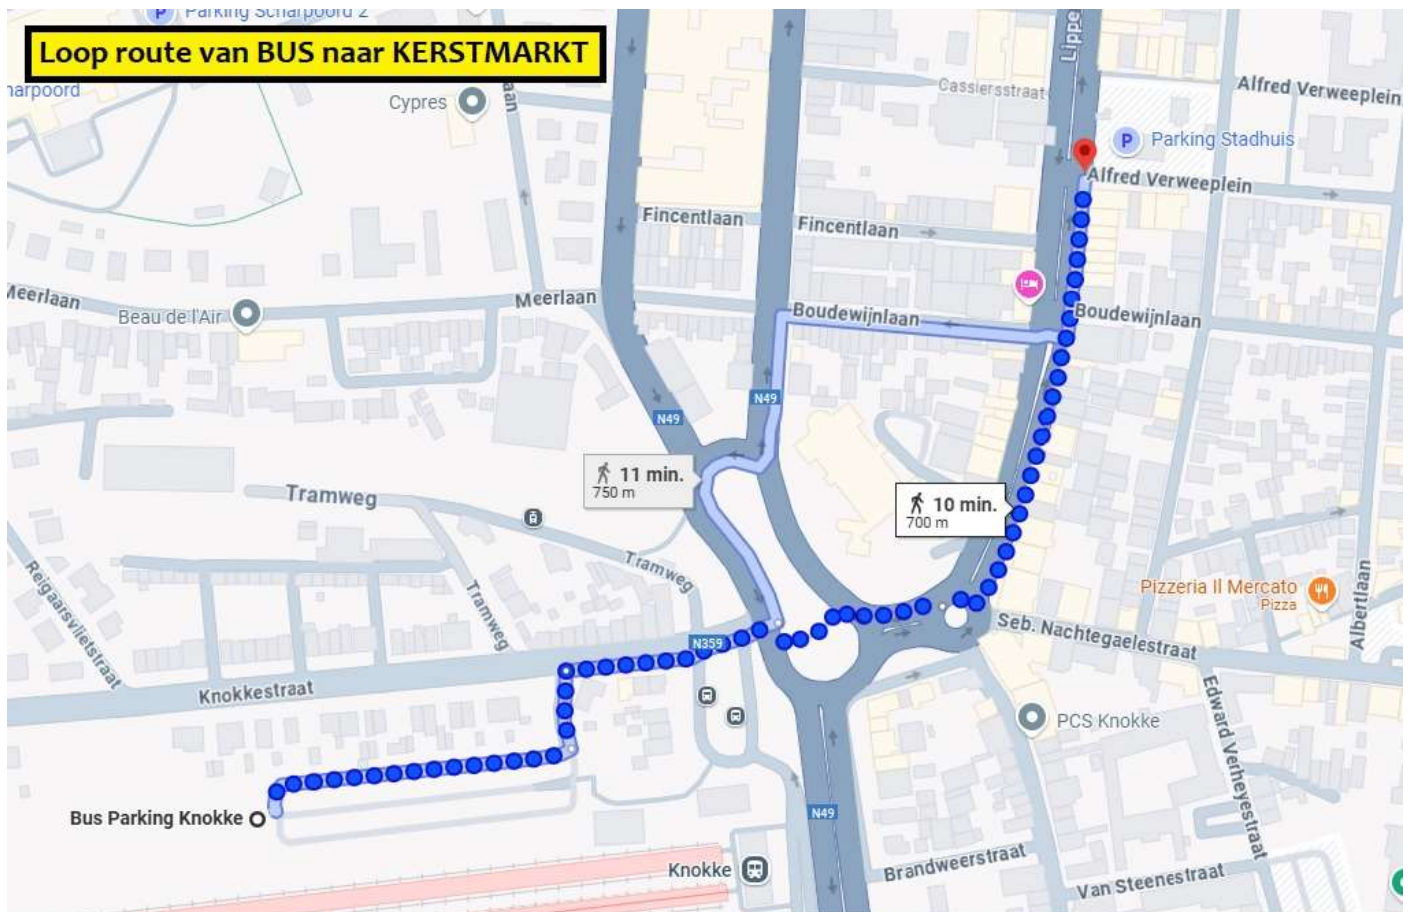 Parking Scharpoord 2
Loop route van BUS naar KERSTMARKT
Lippe
harpoord
Cypres
aan
Cassiersstraat
Alfred Verweeplein
P
Parking Stadhuis
Alfred Verweeplein
Fincentlaan
Fincentlaan
Meerlaan
Meerlaan
Beau de l'Air
Boudewijnlaan
Boudewijnlaan
N49
N49
11 min.
750 m
10 min.
700 m
Tramweg
Tramweg
Tramweg
Reigaarsvlietstraat
Pizzeria Il Mercato
Pizza
Albertlaan
N359
Seb. Nachtegaelestraat
Knokkestraat
Edward Verheyestraat
PCS Knokke
Bus Parking Knokke
N49
Knokke
Brandweerstraat
Van Steenestraat